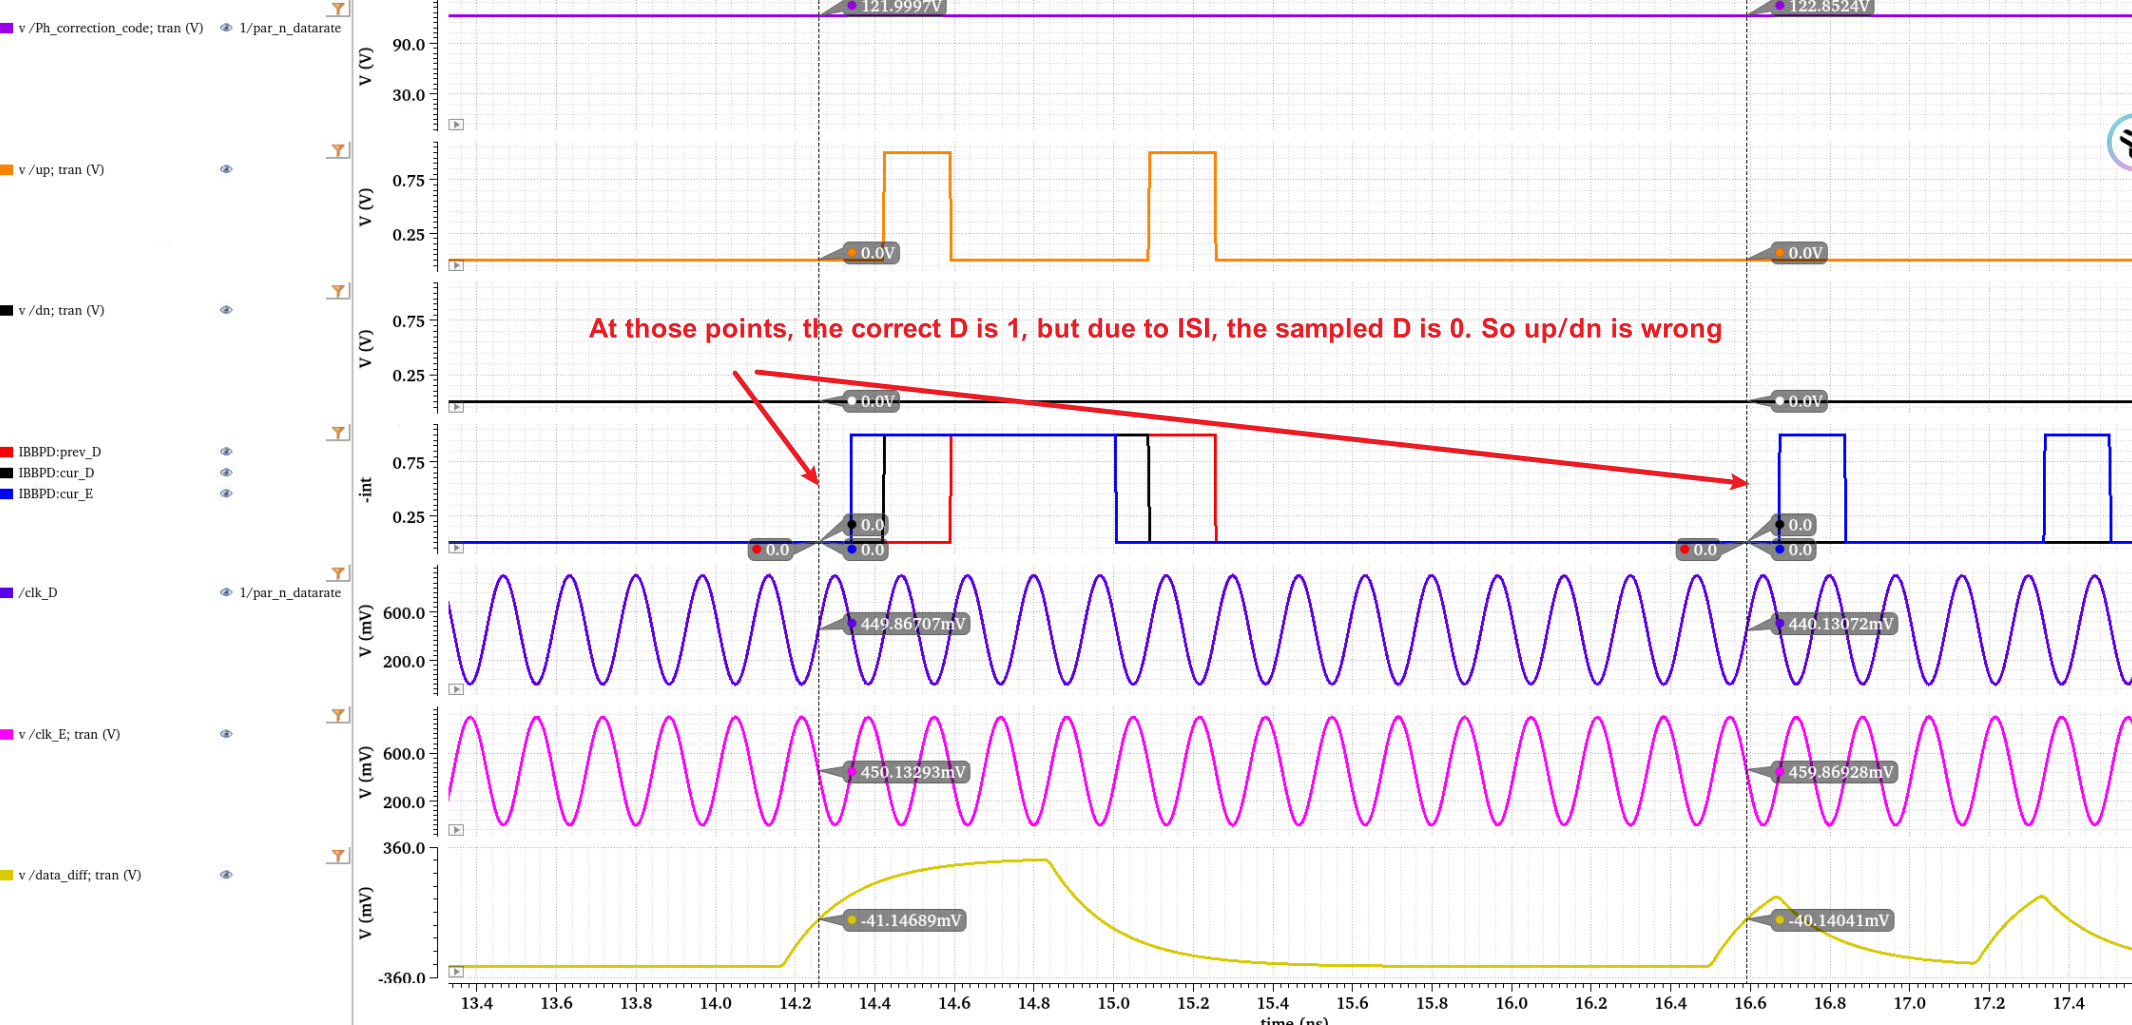 121.9997V
122.8524V
v /Ph_correction_code; tran (V) 1/par_n_datarate
V (V)
90.0
30.0
v /up; tran (V)
V (V)
0.75
0.25
0.0V
0.0V
v /dn; tran (V)
V (V)
0.75
0.25
At those points, the correct D is 1, but due to ISI, the sampled D is 0. So up/dn is wrong
0.0V
0.0V
IBBPD:prev_D
IBBPD:cur_D
IBBPD:cur_E
-int
0.75
0.25
0.0
0.0
0.0
0.0
0.0
0.0
/clk_D 1/par_n_datarate
V (mV)
600.0
200.0
449.86707mV
440.13072mV
v /clk_E; tran (V)
V (mV)
600.0
200.0
450.13293mV
459.86928mV
v /data_diff; tran (V)
V (mV)
360.0
-360.0
-41.14689mV
-40.14041mV
13.4 13.6 13.8 14.0 14.2 14.4 14.6 14.8 15.0 15.2 15.4 15.6 15.8 16.0 16.2 16.4 16.6 16.8 17.0 17.2 17.4
time (ns)